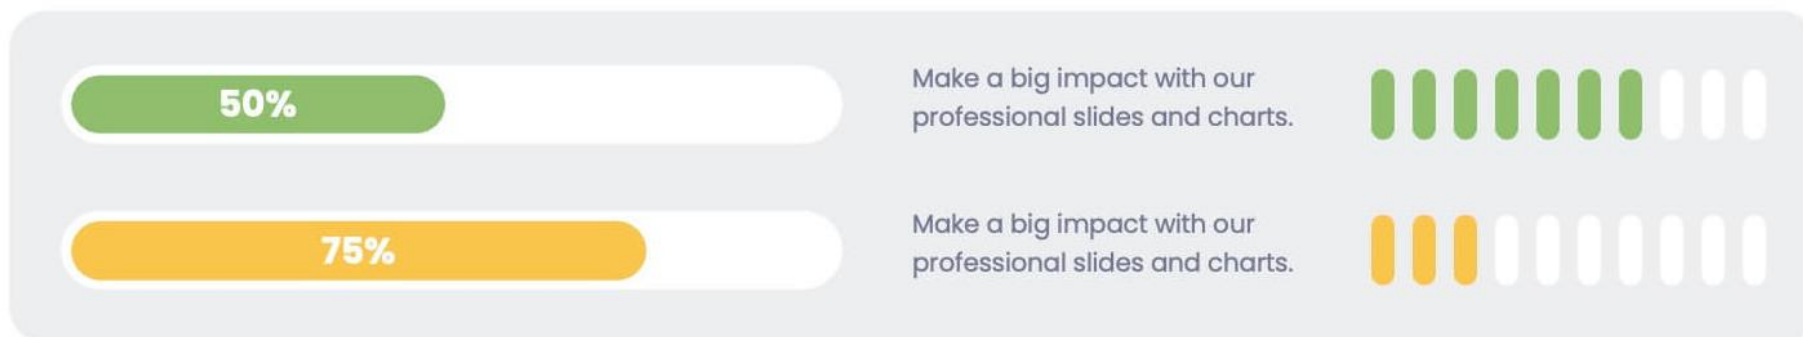 50%
Make a big impact with our
professional slides and charts.
75%
Make a big impact with our
professional slides and charts.